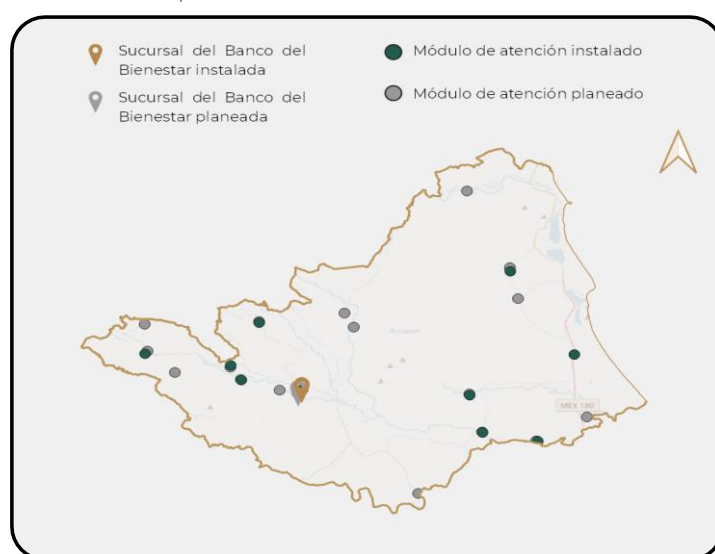 Sucursal del Banco del
Bienestar instalada
Sucursal del Banco del
Bienestar planeada
Módulo de atención instalado
Módulo de atención planeado
MEX 180